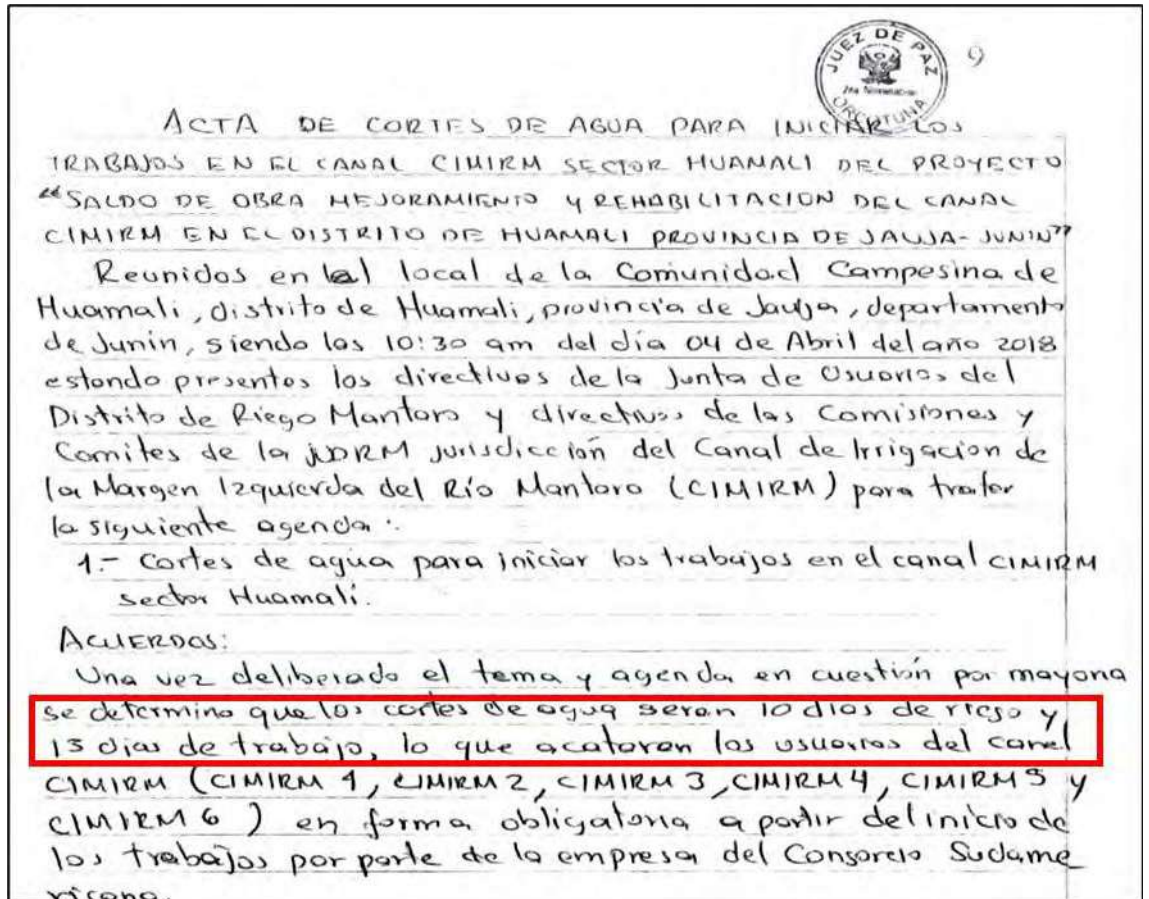 JUEZ DE PAZ
ORCOTUNA
9
ACTA DE CORTES DE AGUA PARA INICIAR LOS
TRABAJOS EN EL CANAL CIMIRM SECTOR HUAMALI DEL PROYECTO
"SALDO DE OBRA MEJORAMIENTO Y REHABILITACION DEL CANAL
CIMIRM EN EL DISTRITO DE HUAMALI PROVINCIA DE JAUJA-JUNIN"
Reunidos en el local de la Comunidad Campesina de
Huamali, distrito de Huamali, provincia de Jauja, departamento
de Junin, siendo las 10:30 am del día 04 de Abril del año 2018
estando presentes los directivos de la Junta de Usuarios del
Distrito de Riego Mantaro y directivos de las Comisiones y
Comites de la JUDRM jurisdicción del Canal de Irrigacion de
la Margen Izquierda del Río Mantaro (CIMIRM) para tratar
la siguiente agenda:
1.- Cortes de agua para iniciar los trabajos en el canal CIMIRM
sector Huamalí.
ACUERDOS:
Una vez deliberado el tema y agenda en cuestión por mayoria
se determino que los cortes de agua seran 10 dias de riego y
15 dias de trabajo, lo que acataran los usuarios del canal
CIMIRM (CIMIRM 1, CIMIRM 2, CIMIRM 3, CIMIRM 4, CIMIRM 5 y
CIMIRM 6) en forma obligatoria a partir del inicio de
los trabajos por parte de la empresa del Consorcio Sudame
ricano.